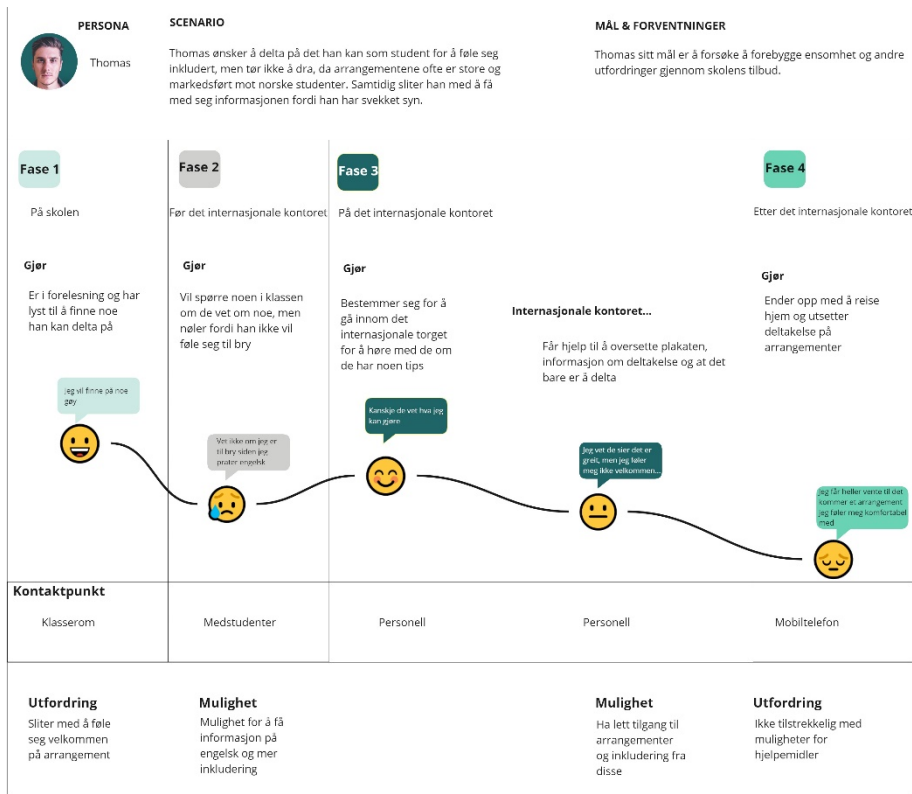 PERSONA
Thomas
SCENARIO
Thomas ønsker å delta på det han kan som student for å føle seg
inkludert, men tør ikke å dra, da arrangementene ofte er store og
markedsført mot norske studenter. Samtidig sliter han med å få
med seg informasjonen fordi han har svekket syn.
MÅL & FORVENTNINGER
Thomas sitt mål er å forsøke å forebygge ensomhet og andre
utfordringer gjennom skolens tilbud.
Fase 1
På skolen
Gjør
Er i forelesning og har
lyst til å finne noe
han kan delta på
Jeg vil finne på noe
gøy
Fase 2
Før det internasjonale kontoret
Gjør
Vil spørre noen i klassen
om de vet om noe, men
nøler fordi han ikke vil
føle seg til bry
Vet ikke om jeg er
til bry siden jeg
prater engelsk
Fase 3
På det internasjonale kontoret
Gjør
Bestemmer seg for å
gå innom det
internasjonale torget
for å høre med de om
de har noen tips
Kanskje de vet hva jeg
kan gjøre
Internasjonale kontoret...
Får hjelp til å oversette plakaten,
informasjon om deltakelse og at det
bare er å delta
Jeg vet de sier det er
greit, men jeg føler
meg ikke velkommen...
Fase 4
Etter det internasjonale kontoret
Gjør
Ender opp med å reise
hjem og utsetter
deltakelse på
arrangementer
Jeg får heller vente til det
kommer et arrangement
jeg føler meg komfortabel
med
Kontaktpunkt
Klasserom
Medstudenter
Personell
Personell
Mobiltelefon
Utfordring
Sliter med å føle
seg velkommen
på arrangement
Mulighet
Mulighet for å få
informasjon på
engelsk og mer
inkludering
Mulighet
Ha lett tilgang til
arrangementer
og inkludering fra
disse
Utfordring
Ikke tilstrekkelig med
muligheter for
hjelpemidler